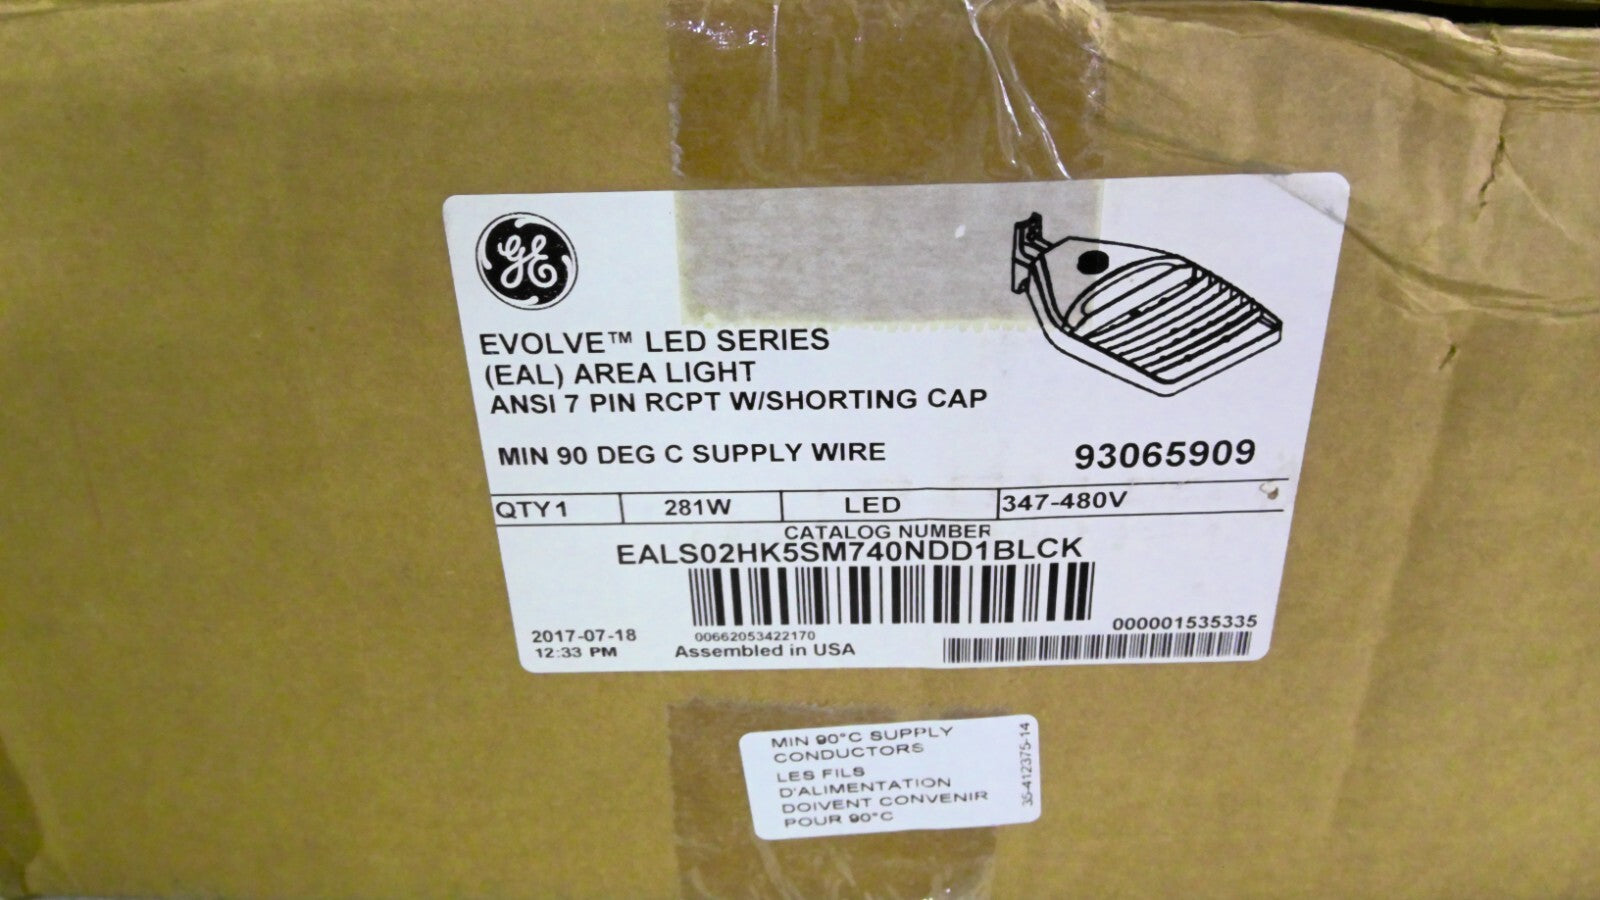 GE
EVOLVE™ LED SERIES
(EAL) AREA LIGHT
ANSI 7 PIN RCPT W/SHORTING CAP
MIN 90 DEG C SUPPLY WIRE
93065909
QTY1 281W LED 347-480V
CATALOG NUMBER
EALS02HK5SM740NDD1BLCK
2017-07-18
12:33 PM
00662053422170
Assembled in USA
000001535335
MIN 90°C SUPPLY
CONDUCTORS
LES FILS
D'ALIMENTATION
DOIVENT CONVENIR
POUR 90°C
35-412375-14